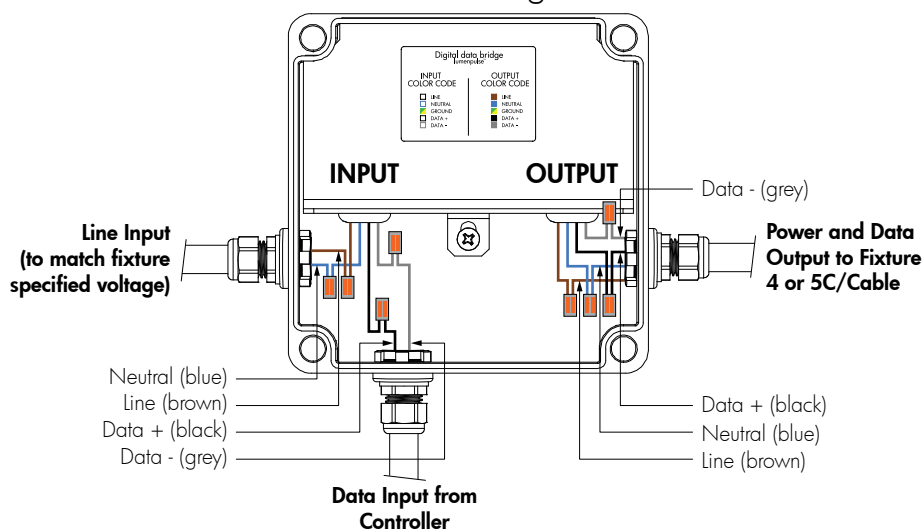 Digital data bridge
lumenpulse
INPUT
COLOR CODE
LINE
NEUTRAL
GROUND
DATA +
DATA -
OUTPUT
COLOR CODE
LINE
NEUTRAL
GROUND
DATA +
DATA -
INPUT
OUTPUT
Data - (grey)
Line Input
(to match fixture
specified voltage)
Power and Data
Output to Fixture
4 or 5C/Cable
Neutral (blue)
Line (brown)
Data + (black)
Data - (grey)
Data + (black)
Neutral (blue)
Line (brown)
Data Input from
Controller